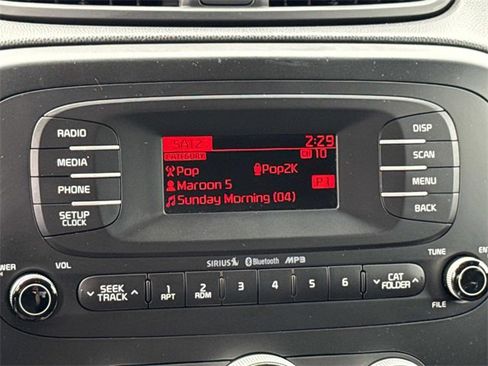 RADIO
MEDIA
PHONE
SETUP
CLOCK
SAT2 2:29
CATEGORY CH 10
Pop Pop2K
Maroon 5 P1
Sunday Morning (04)
DISP
SCAN
MENU
BACK
SIRIUS Bluetooth MP3
VOL
SEEK
TRACK
1
RPT
2
RDM
3
4
5
6
CAT
FOLDER
TUNE
FILE